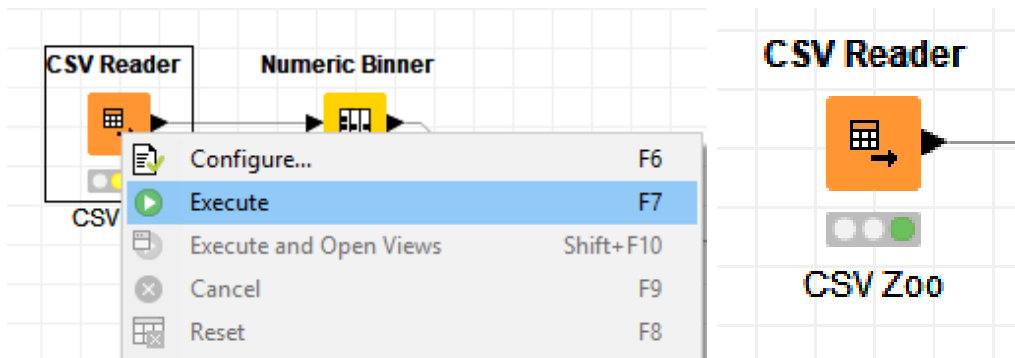 CSV Reader
Numeric Binner
Configure... F6
Execute F7
CSV
Execute and Open Views Shift+F10
Cancel F9
Reset F8
CSV Reader
CSV Zoo